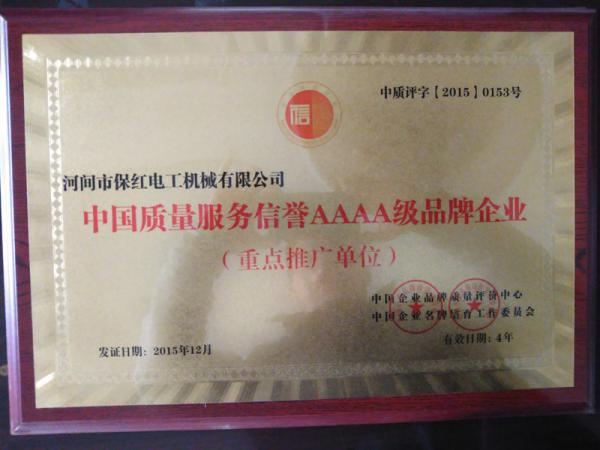 信
中质评字【2015】0153号
河间市保红电工机械有限公司
中国质量服务信誉AAAA级品牌企业
（重点推广单位）
中国企业品牌质量评价中心
中国企业名牌培育工作委员会
发证日期：2015年12月
有效日期：4年